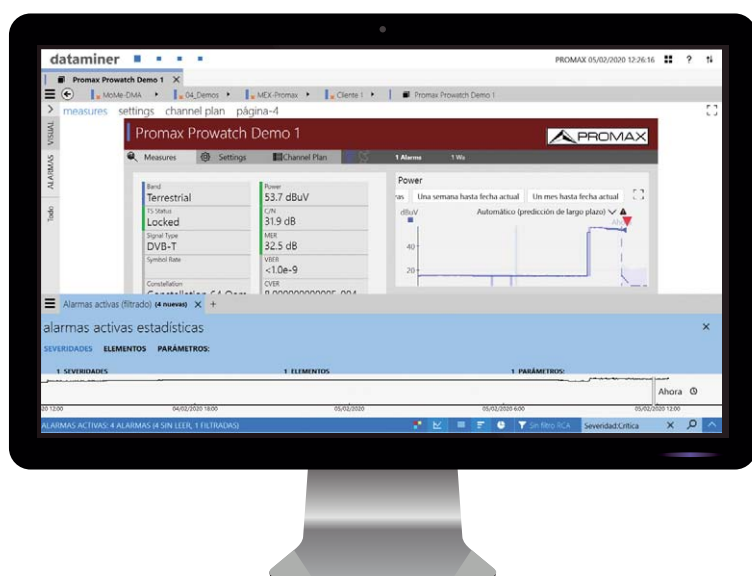 dataminer
PROMAX 05/02/2020 12:26:16
?
Promax Prowatch Demo 1 X
MoMe-DMA
04_Demos
MEX-Promax
Cliente 1
Promax Prowatch Demo 1
measures settings channel plan página-4
VISUAL
ALARMAS
Todo
Promax Prowatch Demo 1
PROMAX
Measures
Settings
Channel Plan
1 Alarms
Band
Terrestrial
TS Status
Locked
Signal Type
DVB-T
Symbol Rate
Constellation
Power
53.7 dBuV
C/N
31.9 dB
MER
32.5 dB
VBER
<1.0e-9
CVER
Power
Una semana hasta fecha actual
Un mes hasta fecha actual
dBuV
Automático (predicción de largo plazo)
40
20
Alarmas activas (filtrado) (4 nuevas) X +
alarmas activas estadísticas
X
SEVERIDADES ELEMENTOS PARÁMETROS:
1 SEVERIDADES
1 ELEMENTOS
1 PARÁMETROS:
Ahora
20 12:00
04/02/2020 18:00
05/02/2020
05/02/2020 6:00
05/02/2020 12:00
ALARMAS ACTIVAS: 4 ALARMAS (4 SIN LEER, 1 FILTRADAS)
Sin filtro RCA
Severidad:Crítica
X